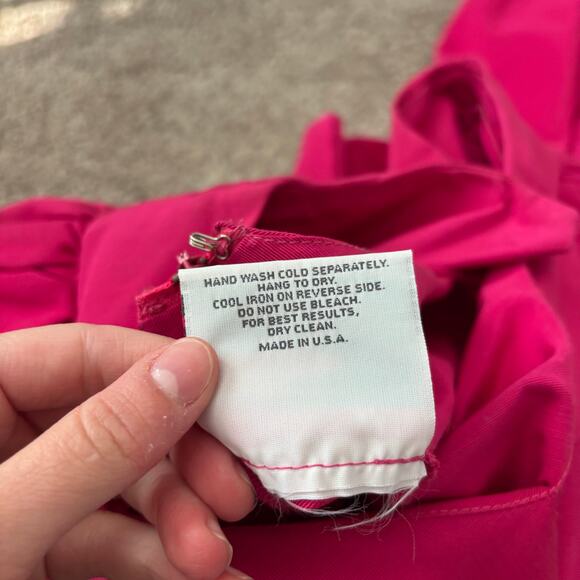 HAND WASH COLD SEPARATELY.
HANG TO DRY.
COOL IRON ON REVERSE SIDE.
DO NOT USE BLEACH.
FOR BEST RESULTS,
DRY CLEAN.
MADE IN U.S.A.